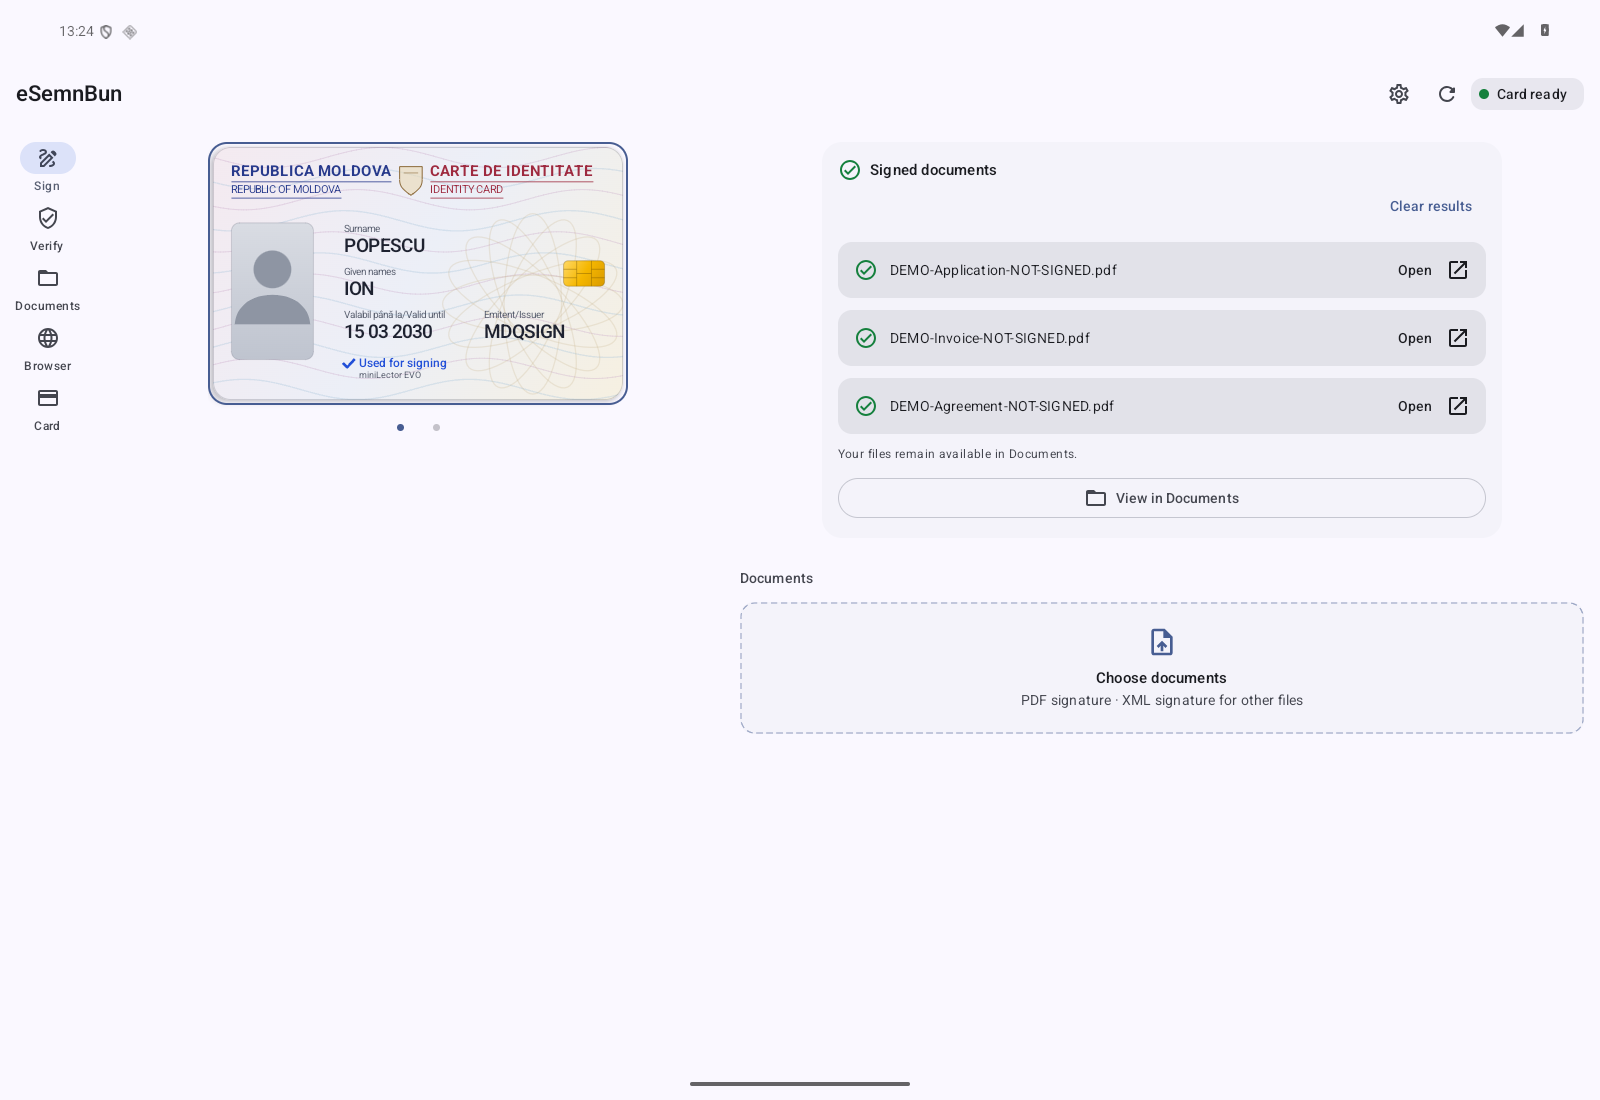 13:24
eSemnBun
Card ready
Sign
Verify
Documents
Browser
Card
REPUBLICA MOLDOVA CARTE DE IDENTITATE
REPUBLIC OF MOLDOVA IDENTITY CARD
Surname
POPESCU
Given names
ION
Valabil până la/Valid until Emitent/Issuer
15 03 2030 MDQSIGN
Used for signing
miniLector EVO
Signed documents
Clear results
DEMO-Application-NOT-SIGNED.pdf Open
DEMO-Invoice-NOT-SIGNED.pdf Open
DEMO-Agreement-NOT-SIGNED.pdf Open
Your files remain available in Documents.
View in Documents
Documents
Choose documents
PDF signature · XML signature for other files